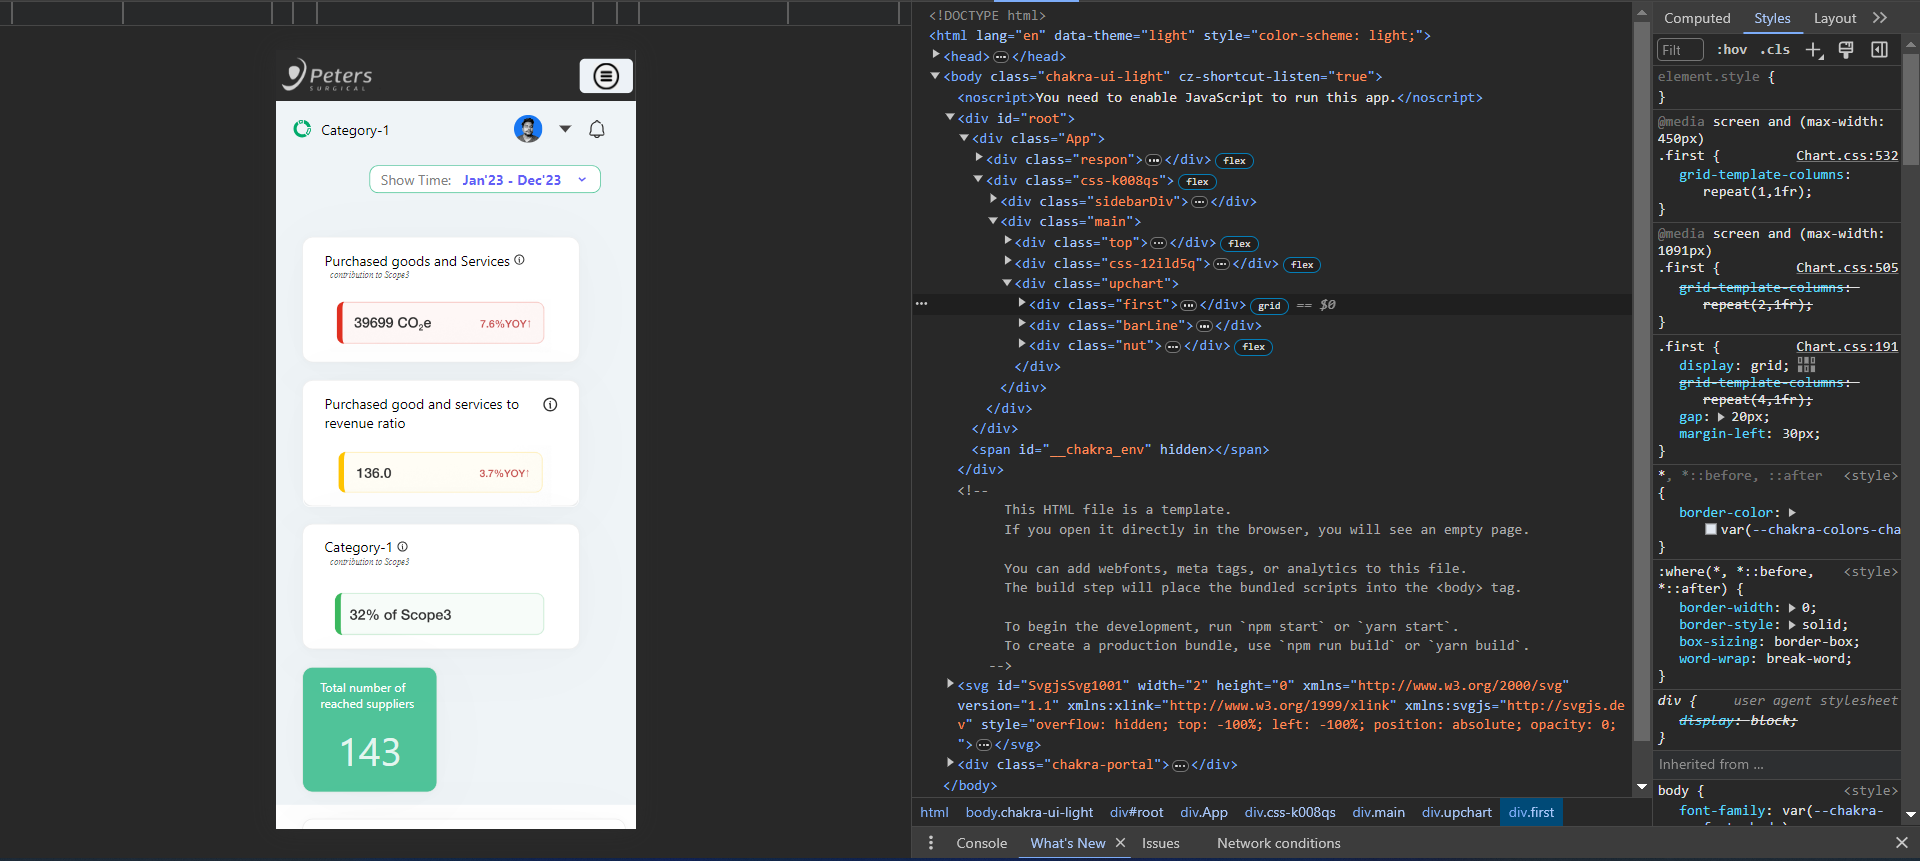 Peters
SURGICAL
Category-1
Show Time: Jan'23 - Dec'23
Purchased goods and Services
contribution to Scope3
39699 CO₂e 7.6%YOY↑
Purchased good and services to
revenue ratio
136.0 3.7%YOY↑
Category-1
contribution to Scope3
32% of Scope3
Total number of
reached suppliers
143
<!DOCTYPE html>
<html lang="en" data-theme="light" style="color-scheme: light;">
<head>…</head>
<body class="chakra-ui-light" cz-shortcut-listen="true">
<noscript>You need to enable JavaScript to run this app.</noscript>
<div id="root">
<div class="App">
<div class="respon">…</div> flex
<div class="css-k008qs"> flex
<div class="sidebarDiv">…</div>
<div class="main">
<div class="top">…</div> flex
<div class="css-12ild5q">…</div> flex
<div class="upchart">
… <div class="first">…</div> grid == $0
<div class="barLine">…</div>
<div class="nut">…</div> flex
</div>
</div>
</div>
</div>
<span id="__chakra_env" hidden></span>
</div>
<!--
This HTML file is a template.
If you open it directly in the browser, you will see an empty page.
You can add webfonts, meta tags, or analytics to this file.
The build step will place the bundled scripts into the <body> tag.
To begin the development, run `npm start` or `yarn start`.
To create a production bundle, use `npm run build` or `yarn build`.
-->
<svg id="SvgjsSvg1001" width="2" height="0" xmlns="http://www.w3.org/2000/svg"
version="1.1" xmlns:xlink="http://www.w3.org/1999/xlink" xmlns:svgjs="http://svgjs.de
v" style="overflow: hidden; top: -100%; left: -100%; position: absolute; opacity: 0;
">…</svg>
<div class="chakra-portal">…</div>
</body>
html body.chakra-ui-light div#root div.App div.css-k008qs div.main div.upchart div.first
Console What's New Issues Network conditions
Computed Styles Layout
Filt :hov .cls
element.style {
}
@media screen and (max-width:
450px)
.first { Chart.css:532
grid-template-columns:
repeat(1,1fr);
}
@media screen and (max-width:
1091px)
.first { Chart.css:505
grid-template-columns:
repeat(2,1fr);
}
.first { Chart.css:191
display: grid;
grid-template-columns:
repeat(4,1fr);
gap: 20px;
margin-left: 30px;
}
*, *::before, ::after <style>
{
border-color:
var(--chakra-colors-cha
}
:where(*, *::before, <style>
*::after) {
border-width: 0;
border-style: solid;
box-sizing: border-box;
word-wrap: break-word;
}
div { user agent stylesheet
display: block;
}
Inherited from …
body { <style>
font-family: var(--chakra-